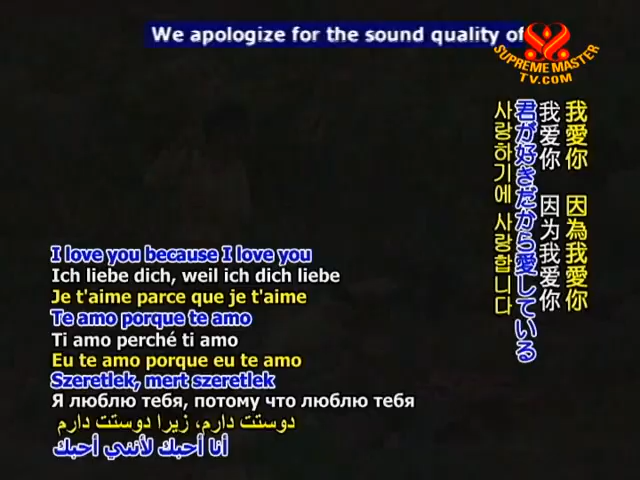 We apologize for the sound quality of
SUPREME MASTER
TV.COM
我愛你 因為我愛你
我爱你 因为我爱你
君が好きだから愛している
사랑하기에 사랑합니다
I love you because I love you
Ich liebe dich, weil ich dich liebe
Je t'aime parce que je t'aime
Te amo porque te amo
Ti amo perché ti amo
Eu te amo porque eu te amo
Szeretlek, mert szeretlek
Я люблю тебя, потому что люблю тебя
دوستت دارم، زیرا دوستت دارم
أنا أحبك لأنني أحبك